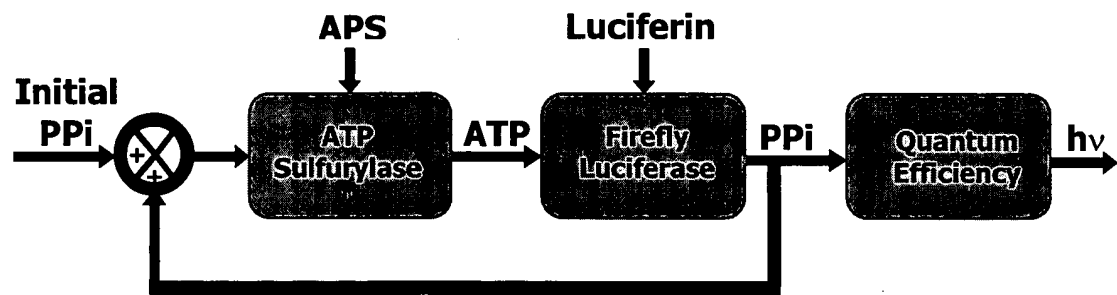 APS
Luciferin
Initial
PPi
+
+
ATP
Sulfurylase
ATP
Firefly
Luciferase
PPi
Quantum
Efficiency
hν